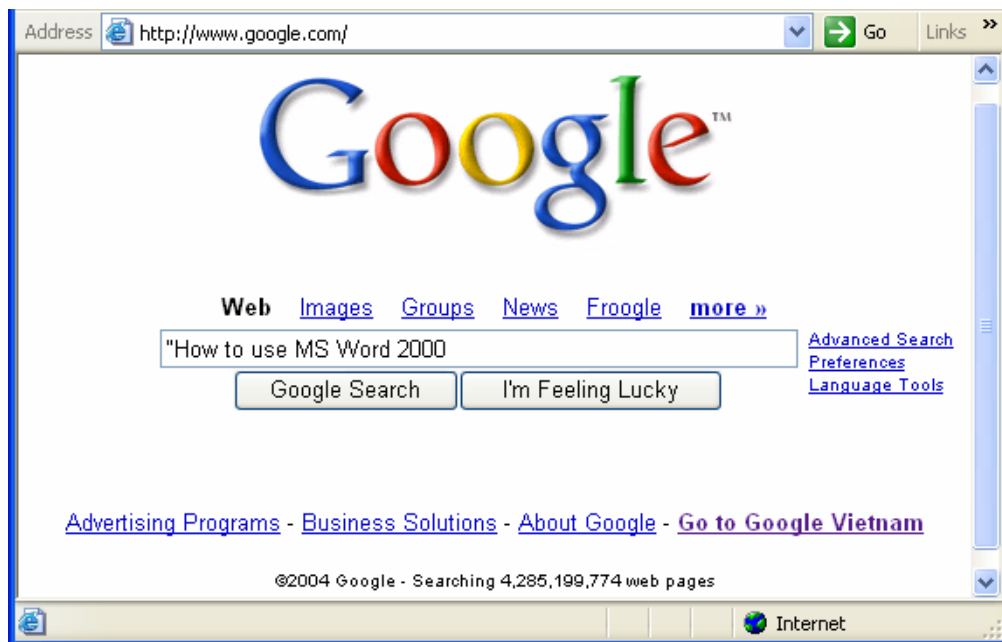 Address http://www.google.com/ Go Links »
Google™
Web Images Groups News Froogle more »
"How to use MS Word 2000
Advanced Search
Preferences
Language Tools
Google Search I'm Feeling Lucky
Advertising Programs - Business Solutions - About Google - Go to Google Vietnam
©2004 Google - Searching 4,285,199,774 web pages
Internet